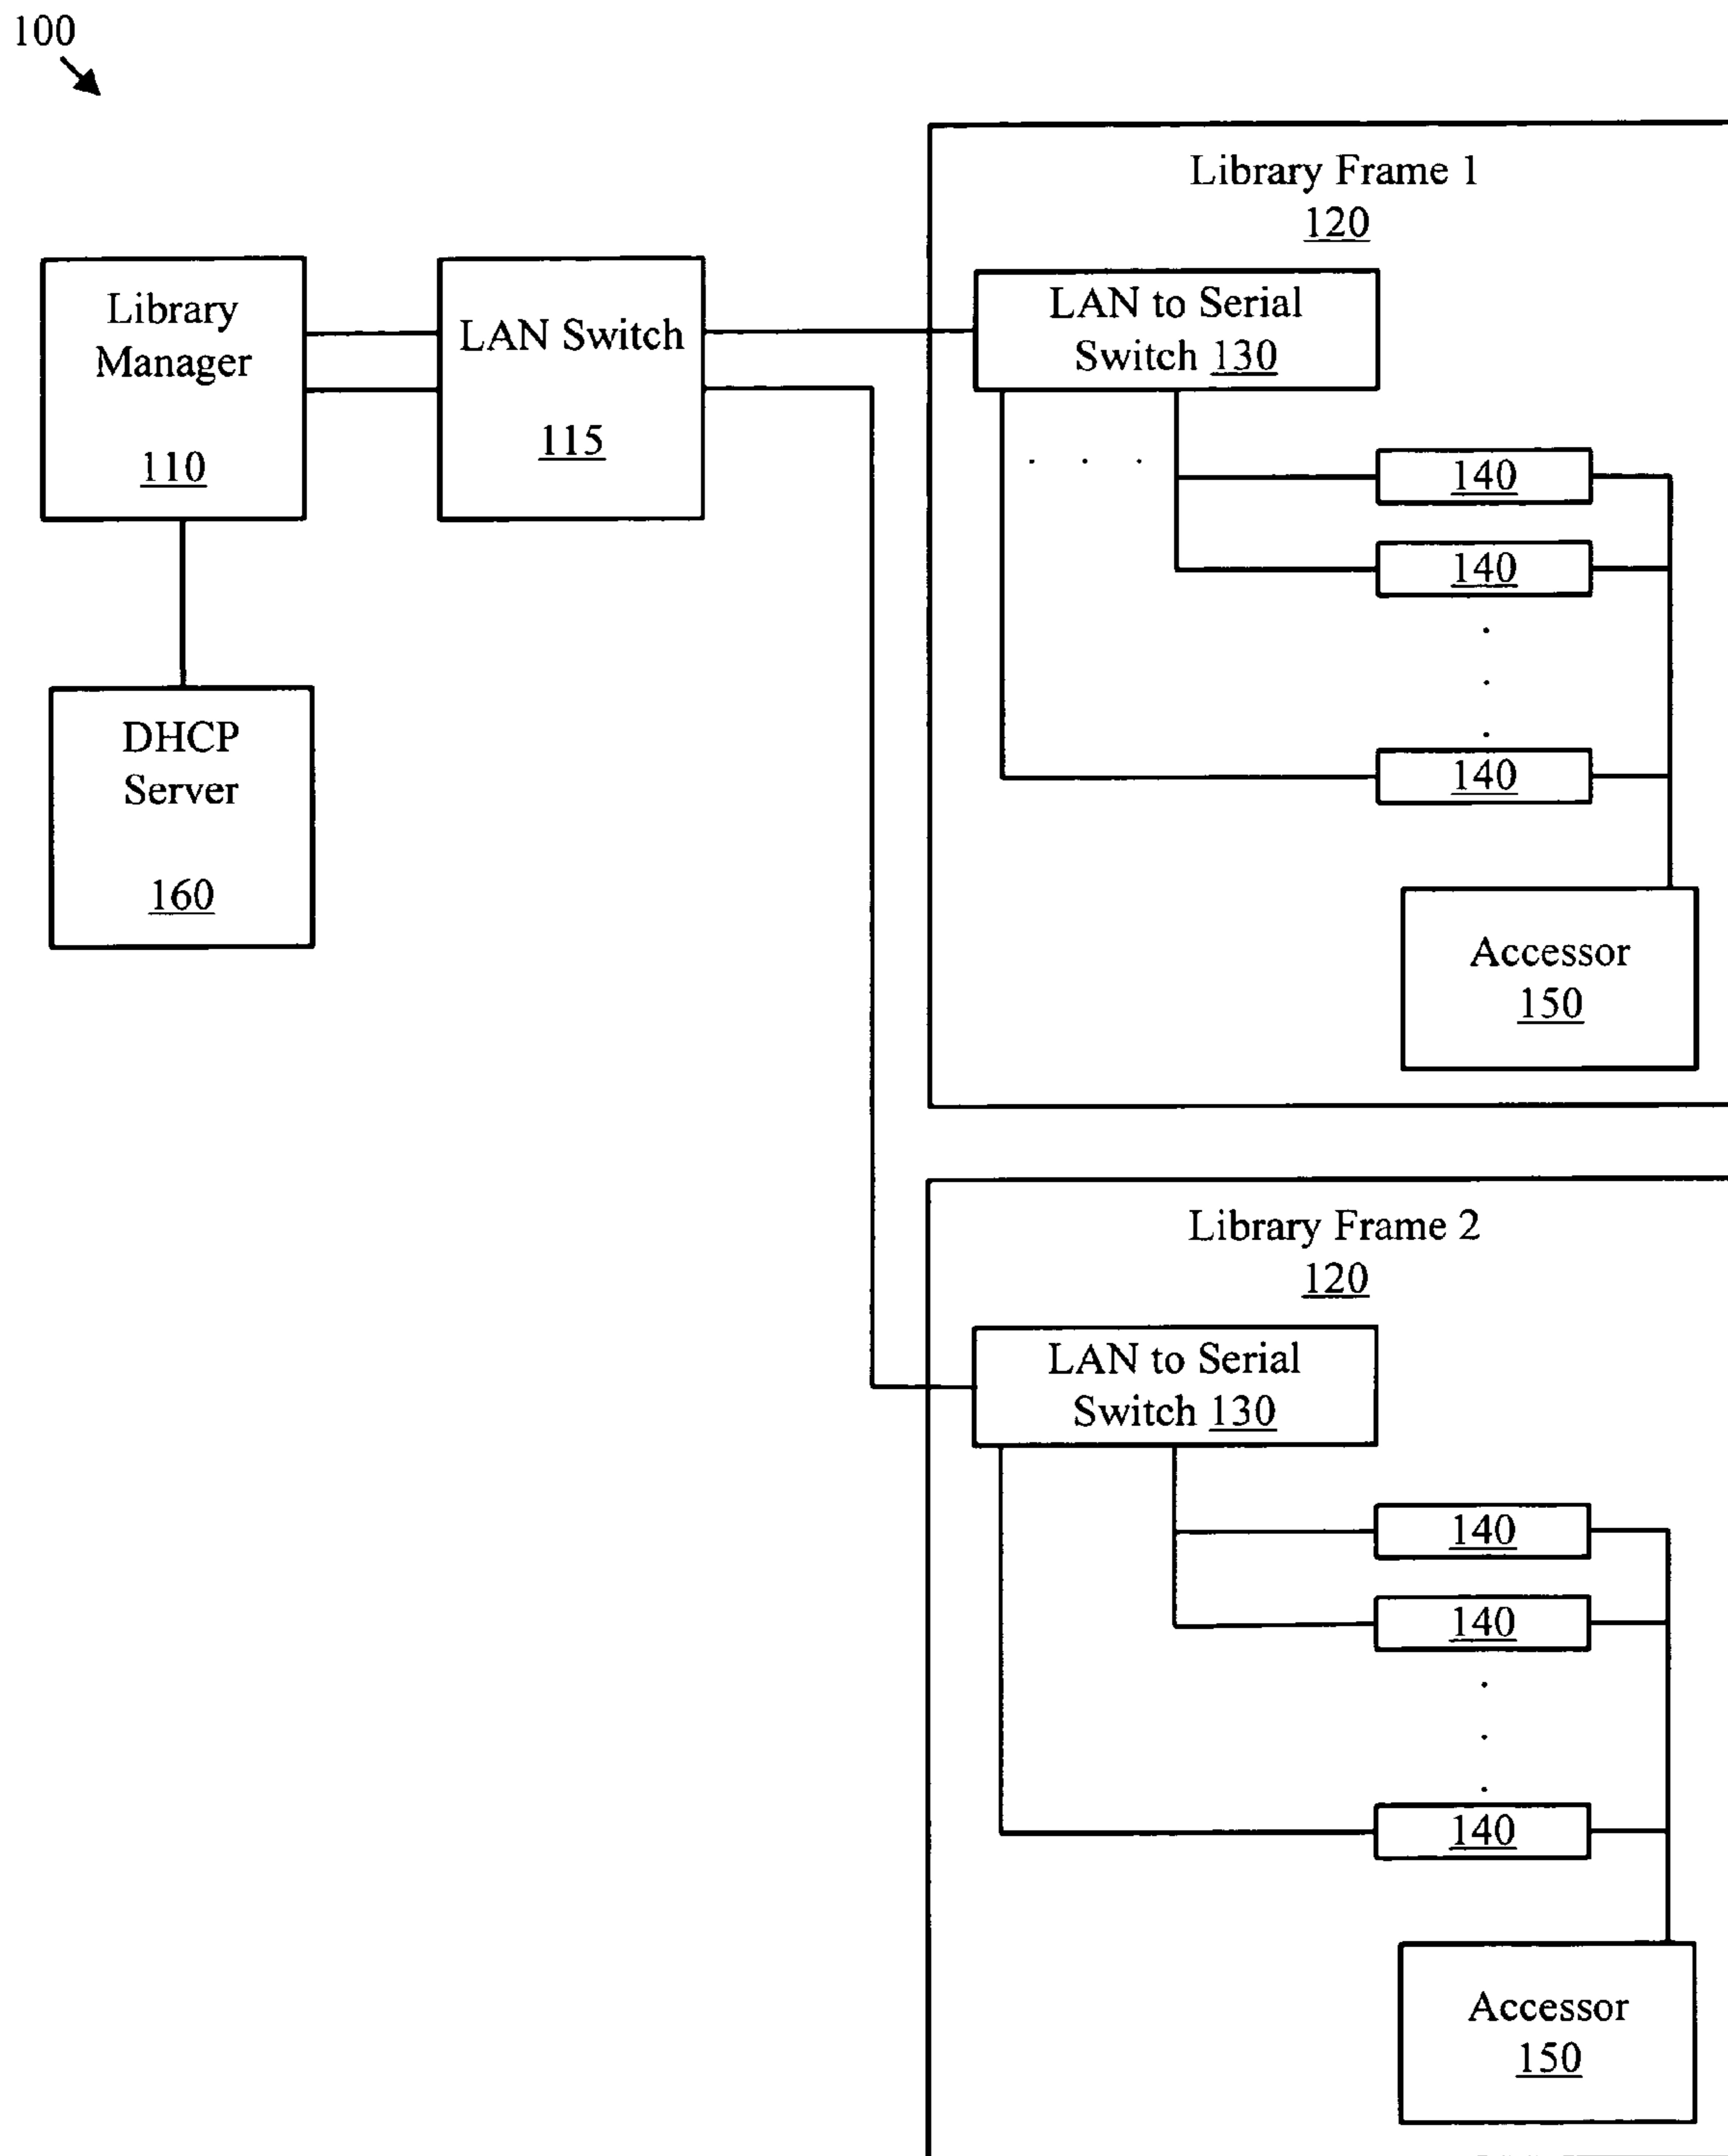 100
Library
Manager
110
LAN Switch
115
DHCP
Server
160
Library Frame 1
120
LAN to Serial
Switch 130
140
140
140
Accessor
150
Library Frame 2
120
LAN to Serial
Switch 130
140
140
140
Accessor
150